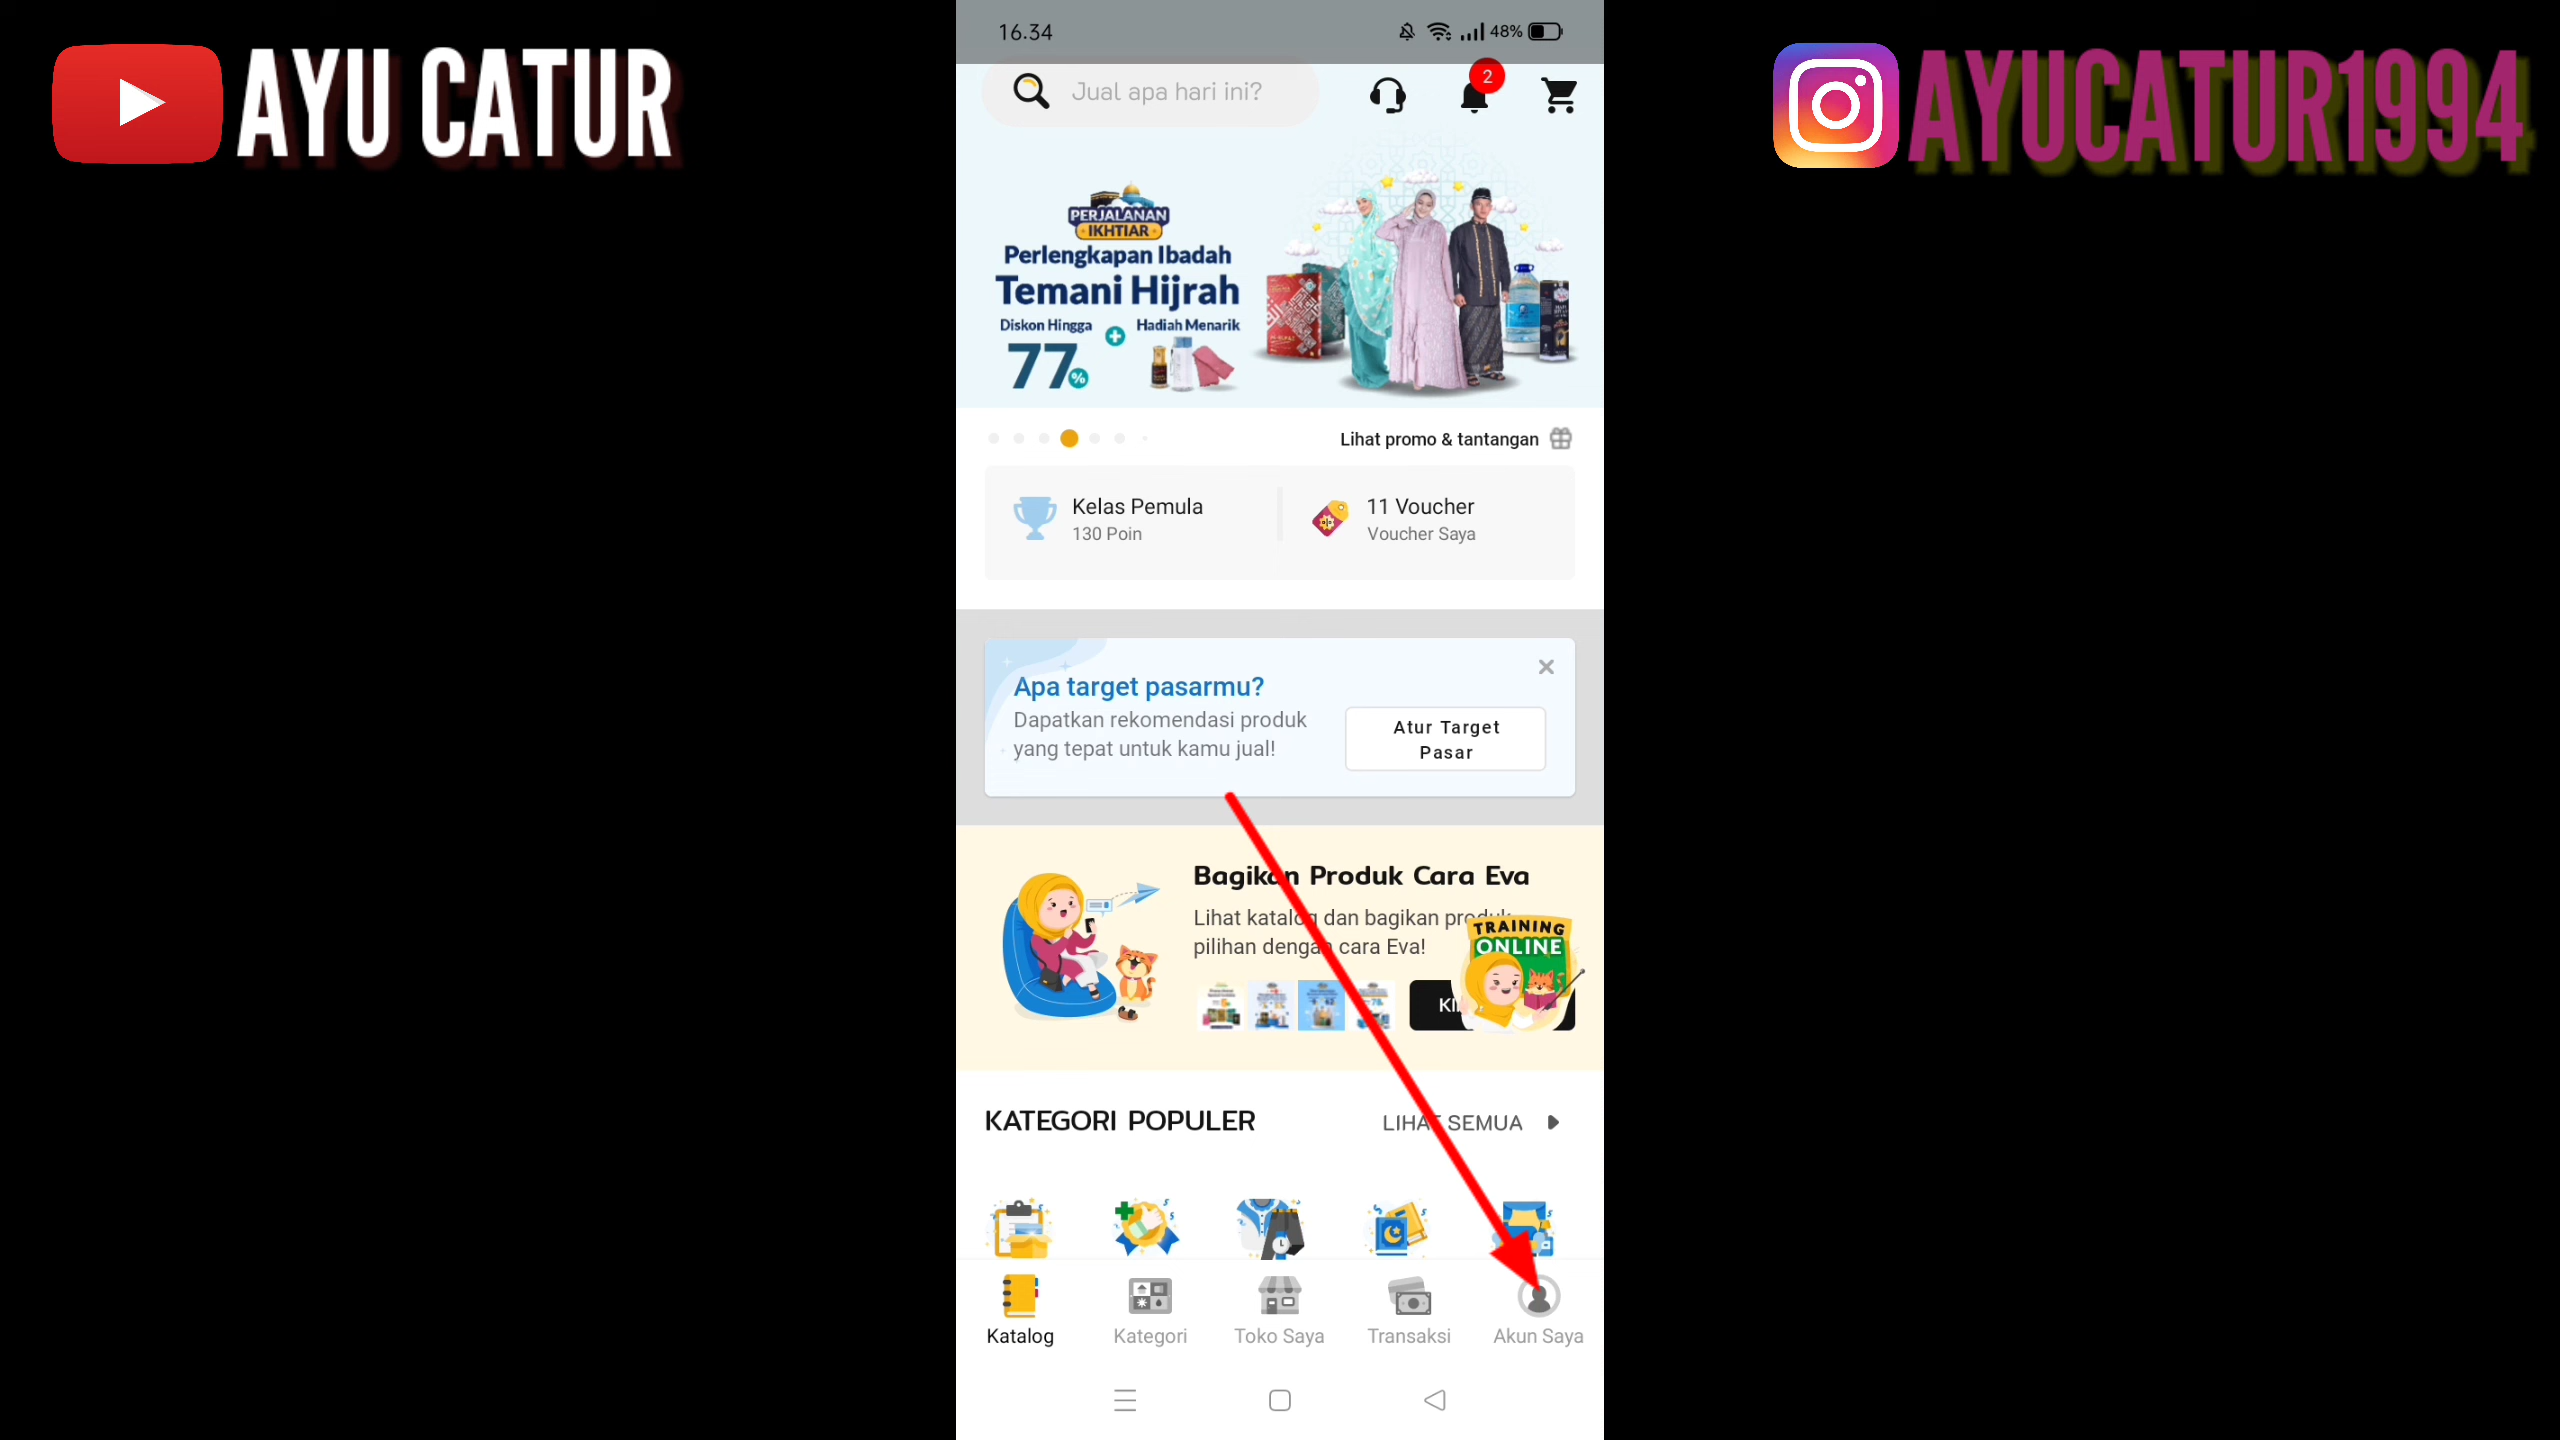 AYU CATUR
AYUCATUR1994
16.34
48%
Jual apa hari ini?
2
PERJALANAN
IKHTIAR
Perlengkapan Ibadah
Temani Hijrah
Diskon Hingga
77%
+
Hadiah Menarik
Lihat promo & tantangan
Kelas Pemula
130 Poin
11 Voucher
Voucher Saya
Apa target pasarmu?
Dapatkan rekomendasi produk
yang tepat untuk kamu jual!
Atur Target
Pasar
Bagikan Produk Cara Eva
Lihat katalog dan bagikan produk
pilihan dengan cara Eva!
TRAINING
ONLINE
KATEGORI POPULER
LIHAT SEMUA
Katalog
Kategori
Toko Saya
Transaksi
Akun Saya